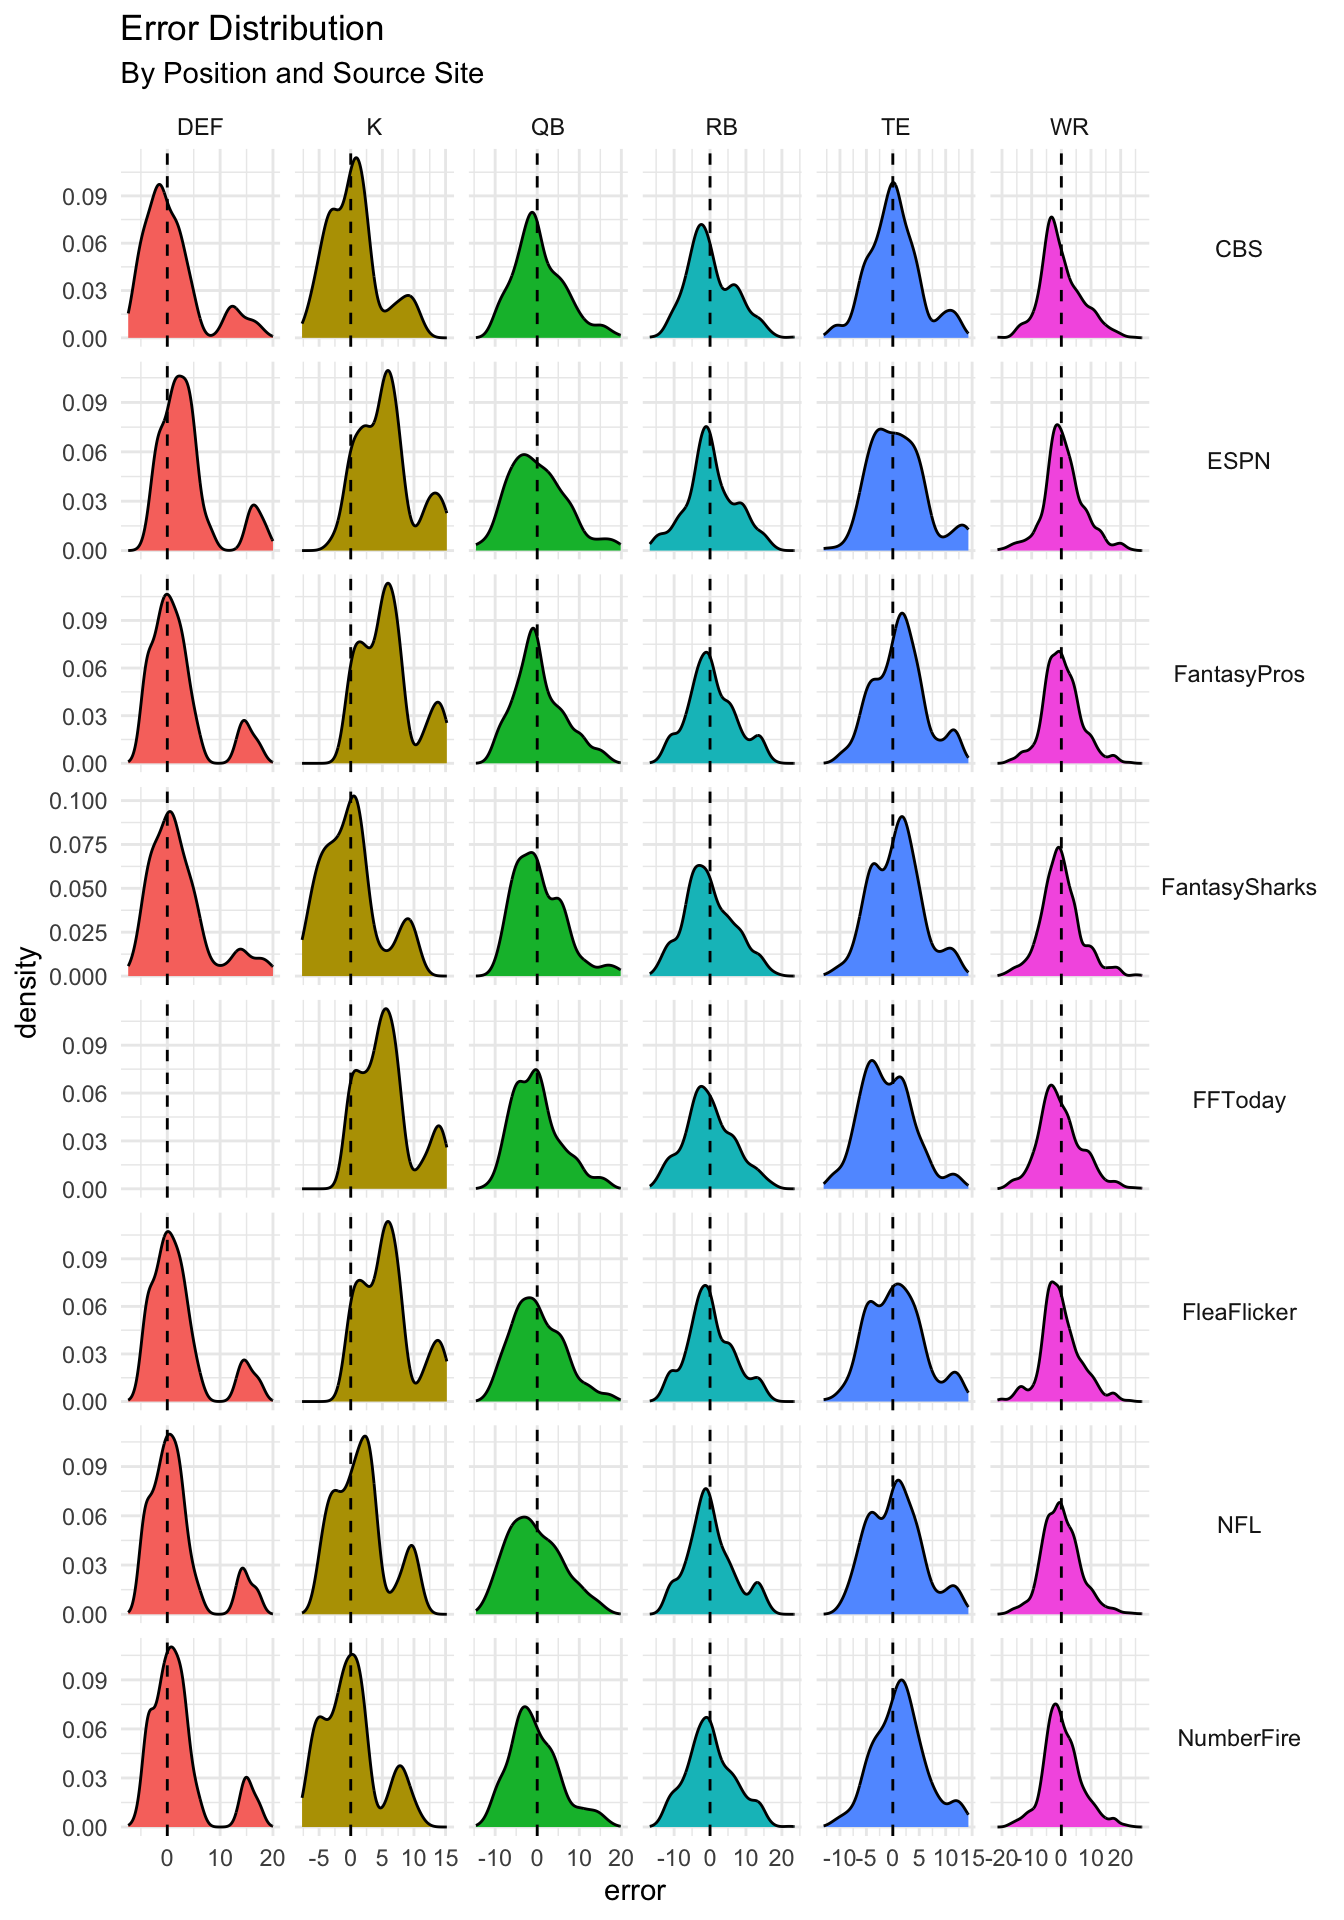 Error Distribution
By Position and Source Site
DEF K QB RB TE WR
0.09
0.06
0.03
0.00
CBS
0.09
0.06
0.03
0.00
ESPN
0.09
0.06
0.03
0.00
FantasyPros
0.100
0.075
0.050
0.025
0.000
FantasySharks
density
0.09
0.06
0.03
0.00
FFToday
0.09
0.06
0.03
0.00
FleaFlicker
0.09
0.06
0.03
0.00
NFL
0.09
0.06
0.03
0.00
NumberFire
0 10 20 -5 0 5 10 15 -10 0 10 20 -10 0 10 20 -10 -5 0 5 10 15 -20 -10 0 10 20
error